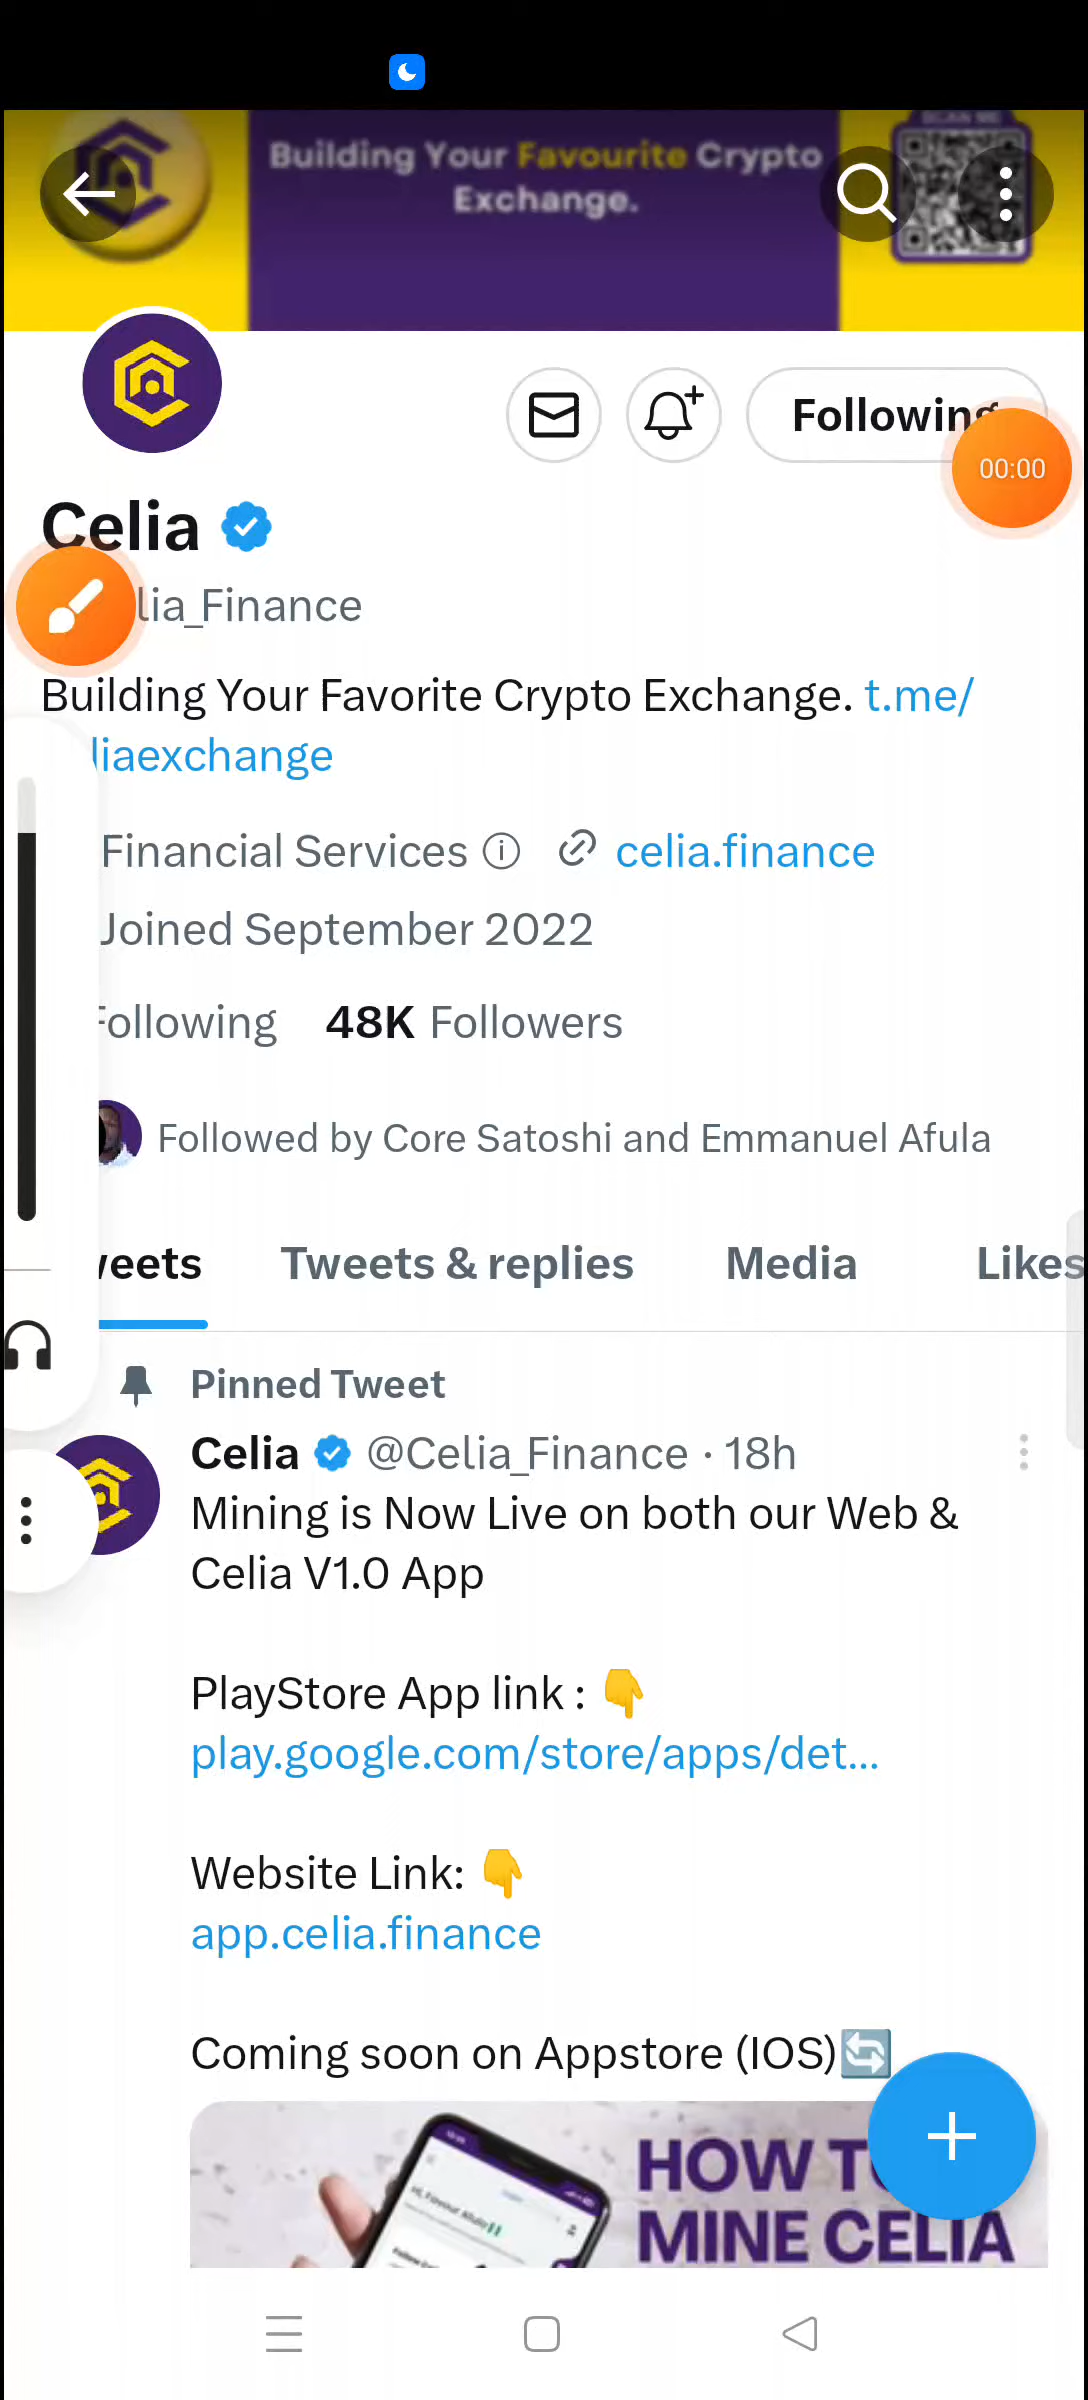 Building Your Favourite Crypto
Exchange.
SCAN ME
Following
00:00
Celia
lia_Finance
Building Your Favorite Crypto Exchange. t.me/
liaexchange
Financial Services celia.finance
Joined September 2022
Following 48K Followers
Followed by Core Satoshi and Emmanuel Afula
weets Tweets & replies Media Likes
Pinned Tweet
Celia @Celia_Finance · 18h
Mining is Now Live on both our Web &
Celia V1.0 App
PlayStore App link :
play.google.com/store/apps/det...
Website Link:
app.celia.finance
Coming soon on Appstore (IOS)
HOW T
MINE CELIA